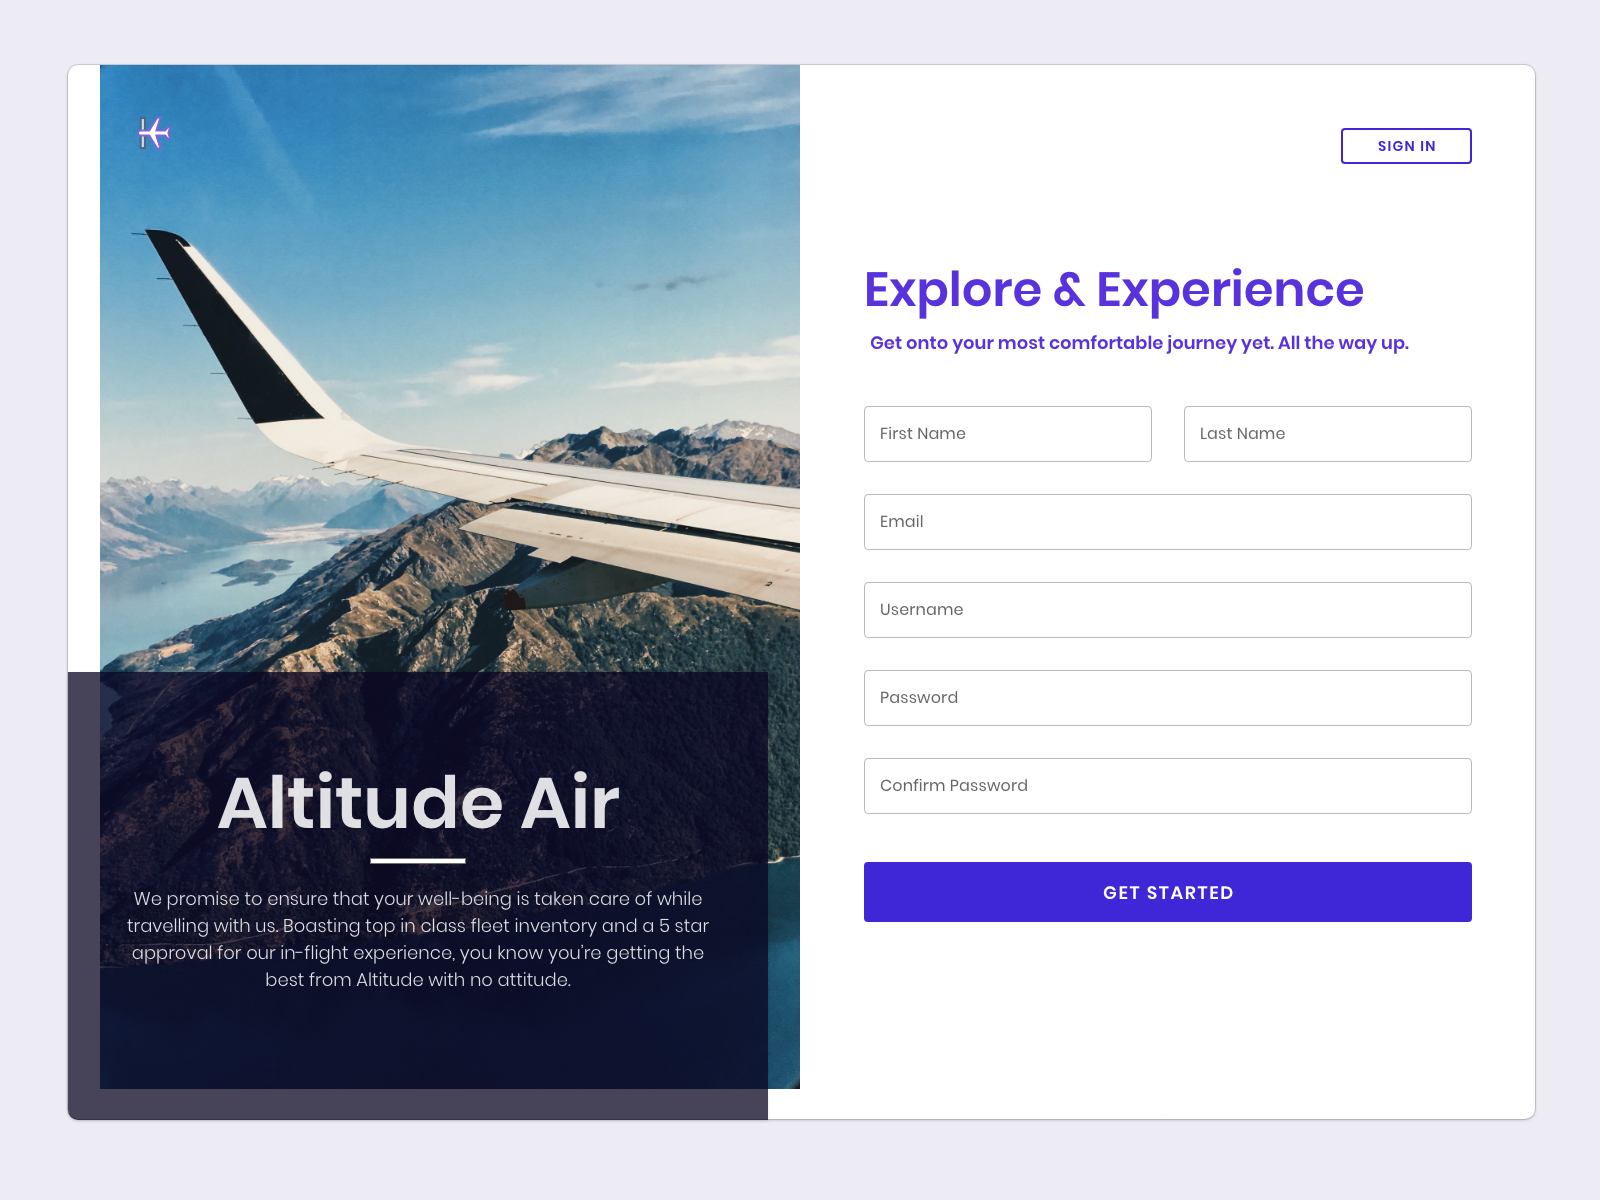 SIGN IN
Explore & Experience
Get onto your most comfortable journey yet. All the way up.
First Name
Last Name
Email
Username
Password
Confirm Password
GET STARTED
Altitude Air
We promise to ensure that your well-being is taken care of while
travelling with us. Boasting top in class fleet inventory and a 5 star
approval for our in-flight experience, you know you're getting the
best from Altitude with no attitude.